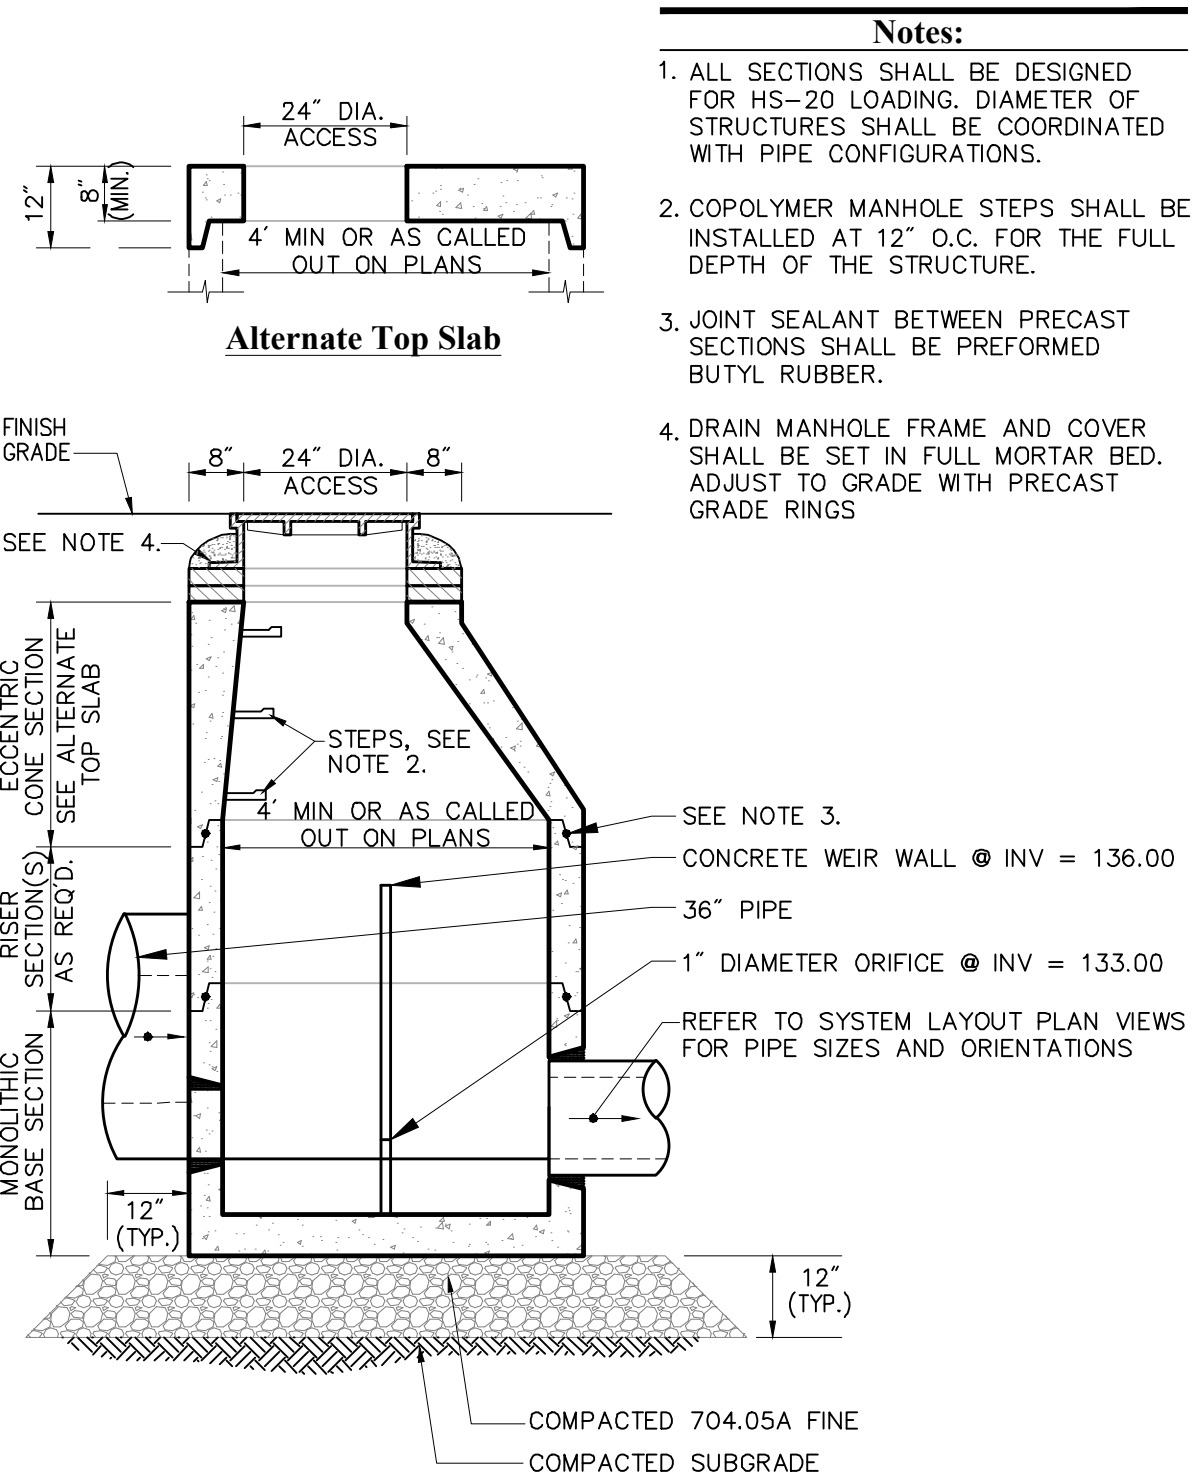 Notes:
1. ALL SECTIONS SHALL BE DESIGNED
FOR HS-20 LOADING. DIAMETER OF
STRUCTURES SHALL BE COORDINATED
WITH PIPE CONFIGURATIONS.
2. COPOLYMER MANHOLE STEPS SHALL BE
INSTALLED AT 12" O.C. FOR THE FULL
DEPTH OF THE STRUCTURE.
3. JOINT SEALANT BETWEEN PRECAST
SECTIONS SHALL BE PREFORMED
BUTYL RUBBER.
4. DRAIN MANHOLE FRAME AND COVER
SHALL BE SET IN FULL MORTAR BED.
ADJUST TO GRADE WITH PRECAST
GRADE RINGS
24" DIA.
ACCESS
12"
8"
(MIN.)
4' MIN OR AS CALLED
OUT ON PLANS
Alternate Top Slab
FINISH
GRADE
8"
24" DIA.
ACCESS
8"
SEE NOTE 4.
ECCENTRIC
CONE SECTION
SEE ALTERNATE
TOP SLAB
STEPS, SEE
NOTE 2.
4' MIN OR AS CALLED
OUT ON PLANS
SEE NOTE 3.
CONCRETE WEIR WALL @ INV = 136.00
RISER
SECTION(S)
AS REQ'D.
36" PIPE
1" DIAMETER ORIFICE @ INV = 133.00
REFER TO SYSTEM LAYOUT PLAN VIEWS
FOR PIPE SIZES AND ORIENTATIONS
MONOLITHIC
BASE SECTION
12"
(TYP.)
12"
(TYP.)
COMPACTED 704.05A FINE
COMPACTED SUBGRADE